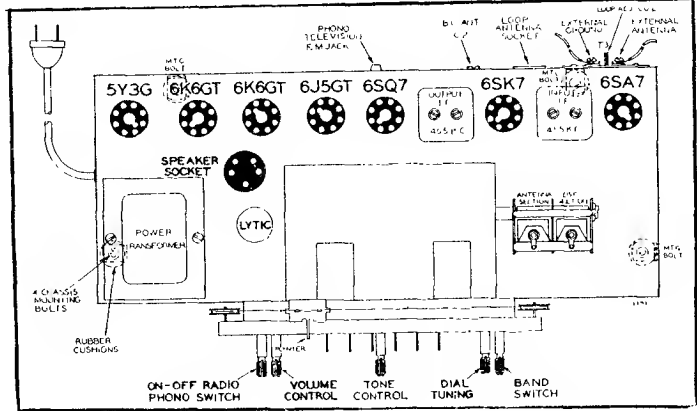 PHONO
TELEVISION
F.M JACK
LOOP
ANTENNA
SOCKET
EXTERNAL
GROUND
EXTERNAL
ANTENNA
T3
MTG
BOLT
5Y3G
6K6GT
6K6GT
6J5GT
6SQ7
OUTPUT
I.F.
455 KC
6SK7
MTG
BOLT
INPUT
I.F.
455 KC
6SA7
SPEAKER
SOCKET
LYTIC
ANTENNA
SECTION
POWER
TRANSFORMER
MTG
BOLT
4 CHASSIS
MOUNTING
BOLTS
RUBBER
CUSHIONS
POINTER
ON-OFF RADIO
PHONO SWITCH
VOLUME
CONTROL
TONE
CONTROL
DIAL
TUNING
BAND
SWITCH